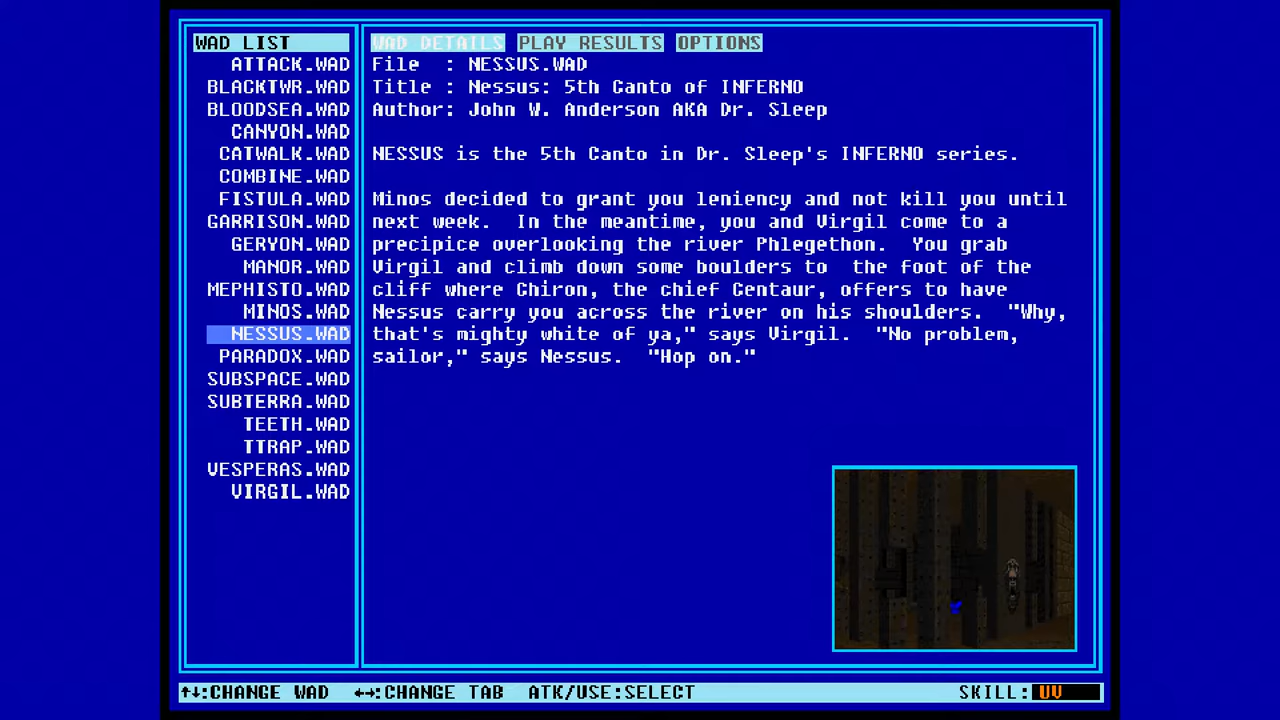 WAD LIST
ATTACK.WAD
BLACKTWR.WAD
BLOODSEA.WAD
CANYON.WAD
CATWALK.WAD
COMBINE.WAD
FISTULA.WAD
GARRISON.WAD
GERYON.WAD
MANOR.WAD
MEPHISTO.WAD
MINOS.WAD
NESSUS.WAD
PARADOX.WAD
SUBSPACE.WAD
SUBTERRA.WAD
TEETH.WAD
TTRAP.WAD
VESPERAS.WAD
VIRGIL.WAD
WAD DETAILS PLAY RESULTS OPTIONS
File  : NESSUS.WAD
Title : Nessus: 5th Canto of INFERNO
Author: John W. Anderson AKA Dr. Sleep
NESSUS is the 5th Canto in Dr. Sleep's INFERNO series.
Minos decided to grant you leniency and not kill you until
next week.  In the meantime, you and Virgil come to a
precipice overlooking the river Phlegethon.  You grab
Virgil and climb down some boulders to  the foot of the
cliff where Chiron, the chief Centaur, offers to have
Nessus carry you across the river on his shoulders.  "Why,
that's mighty white of ya," says Virgil.  "No problem,
sailor," says Nessus.  "Hop on."
↑↓:CHANGE WAD  ↔:CHANGE TAB  ATK/USE:SELECT SKILL: UV